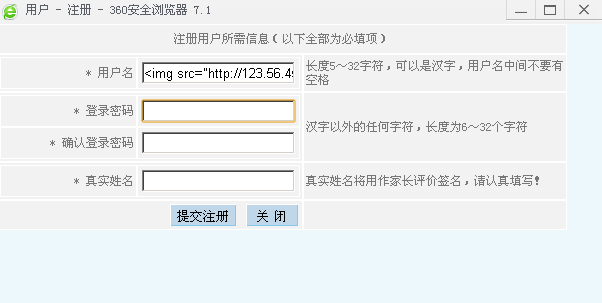 用户 - 注册 - 360安全浏览器 7.1
注册用户所需信息（以下全部为必填项）
* 用户名
<img src="http://123.56.4
长度5～32字符，可以是汉字，用户名中间不要有
空格
* 登录密码
汉字以外的任何字符，长度为6～32个字符
* 确认登录密码
* 真实姓名
真实姓名将用作家长评价签名，请认真填写！
提交注册
关 闭